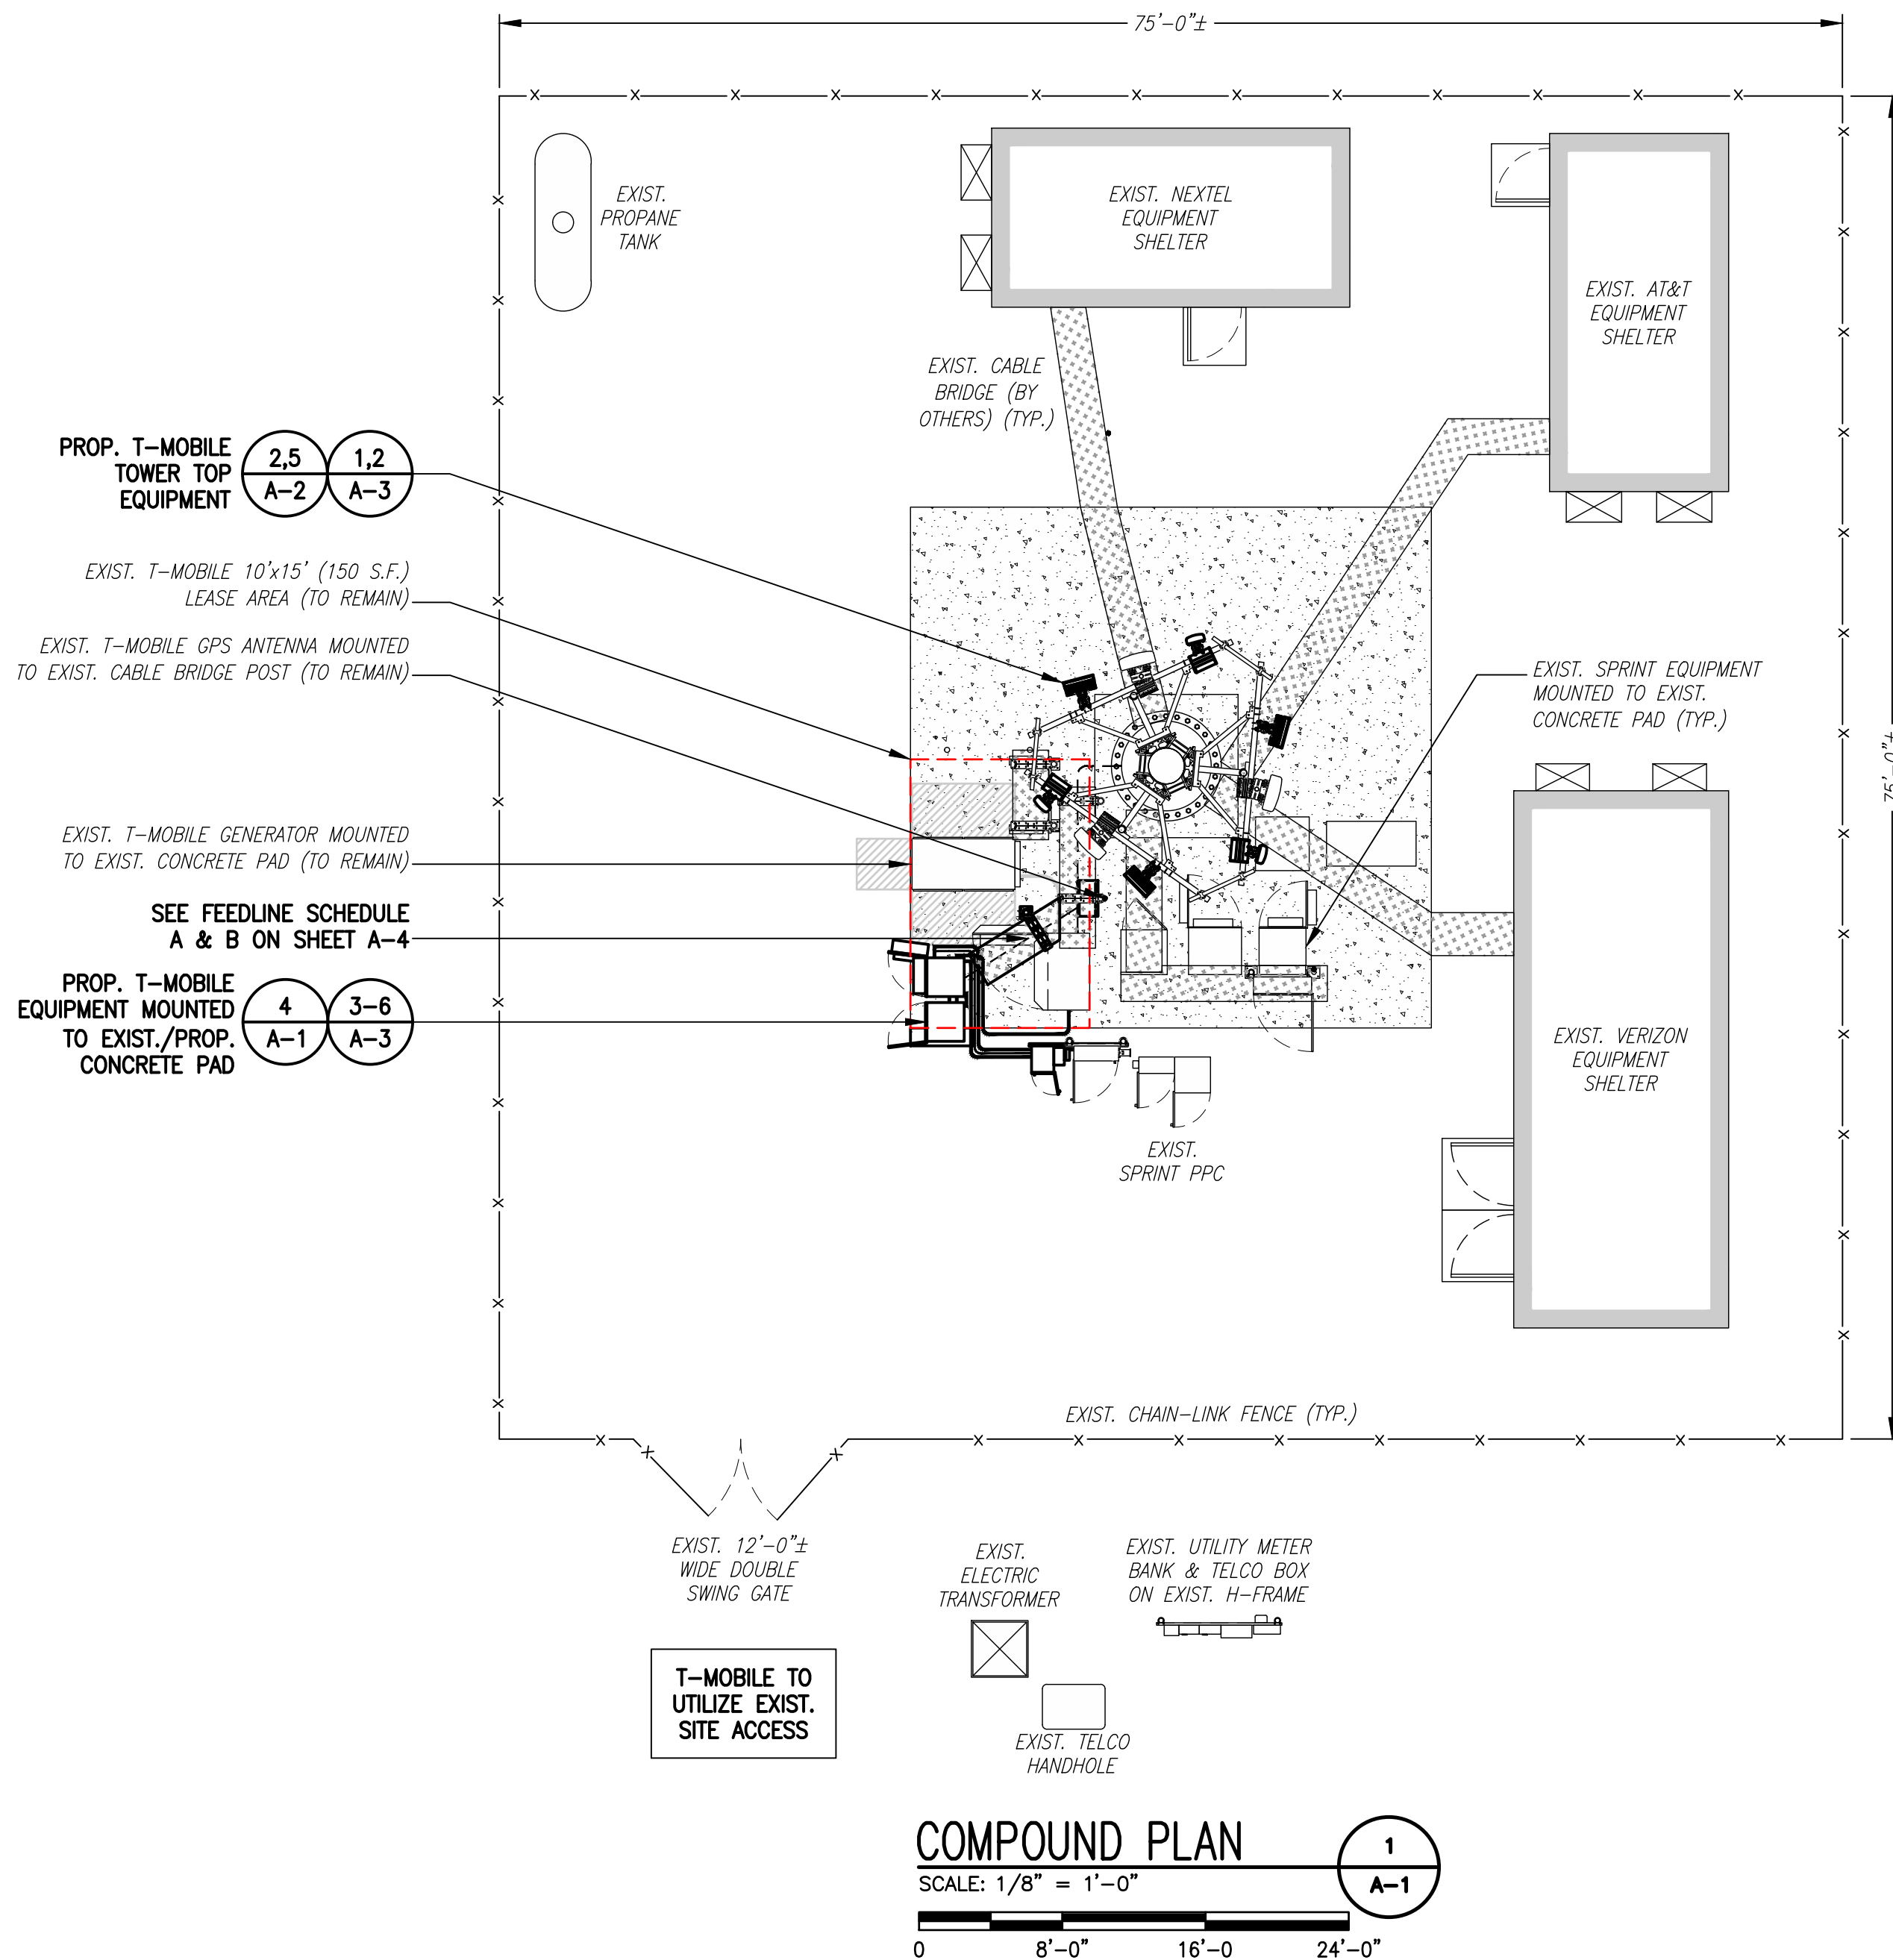 75'-0"±
EXIST.
PROPANE
TANK
EXIST. NEXTEL
EQUIPMENT
SHELTER
EXIST. AT&T
EQUIPMENT
SHELTER
EXIST. CABLE
BRIDGE (BY
OTHERS) (TYP.)
PROP. T-MOBILE
TOWER TOP
EQUIPMENT
2,5
A-2
1,2
A-3
EXIST. T-MOBILE 10'x15' (150 S.F.)
LEASE AREA (TO REMAIN)
EXIST. T-MOBILE GPS ANTENNA MOUNTED
TO EXIST. CABLE BRIDGE POST (TO REMAIN)
EXIST. SPRINT EQUIPMENT
MOUNTED TO EXIST.
CONCRETE PAD (TYP.)
75'-0"±
EXIST. T-MOBILE GENERATOR MOUNTED
TO EXIST. CONCRETE PAD (TO REMAIN)
SEE FEEDLINE SCHEDULE
A & B ON SHEET A-4
PROP. T-MOBILE
EQUIPMENT MOUNTED
TO EXIST./PROP.
CONCRETE PAD
4
A-1
3-6
A-3
EXIST. VERIZON
EQUIPMENT
SHELTER
EXIST.
SPRINT PPC
EXIST. CHAIN-LINK FENCE (TYP.)
EXIST. 12'-0"±
WIDE DOUBLE
SWING GATE
EXIST.
ELECTRIC
TRANSFORMER
EXIST. UTILITY METER
BANK & TELCO BOX
ON EXIST. H-FRAME
T-MOBILE TO
UTILIZE EXIST.
SITE ACCESS
EXIST. TELCO
HANDHOLE
COMPOUND PLAN
SCALE: 1/8" = 1'-0"
1
A-1
0 8'-0" 16'-0 24'-0"